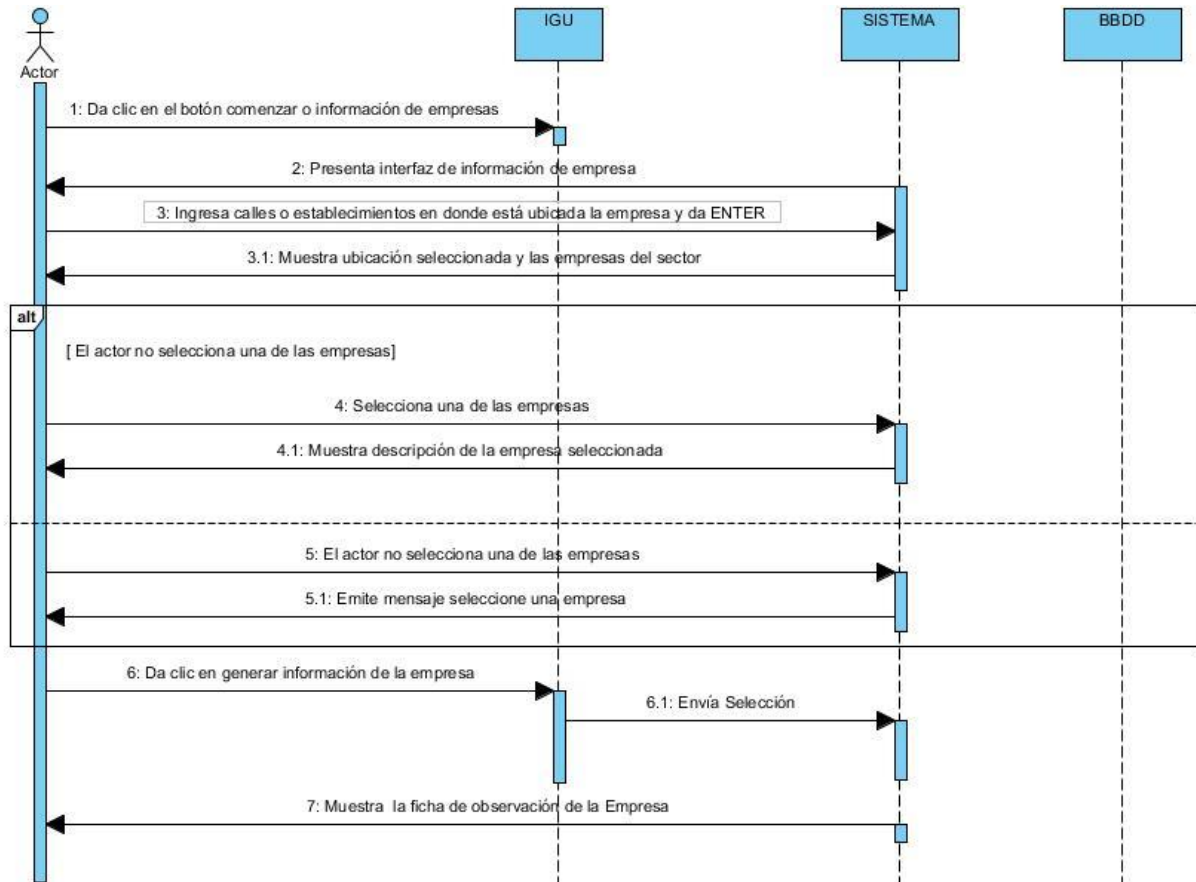 IGU
SISTEMA
BBDD
Actor
1: Da clic en el botón comenzar o información de empresas
2: Presenta interfaz de información de empresa
3: Ingresa calles o establecimientos en donde está ubicada la empresa y da ENTER
3.1: Muestra ubicación seleccionada y las empresas del sector
alt
[ El actor no selecciona una de las empresas]
4: Selecciona una de las empresas
4.1: Muestra descripción de la empresa seleccionada
5: El actor no selecciona una de las empresas
5.1: Emite mensaje seleccione una empresa
6: Da clic en generar información de la empresa
6.1: Envía Selección
7: Muestra la ficha de observación de la Empresa